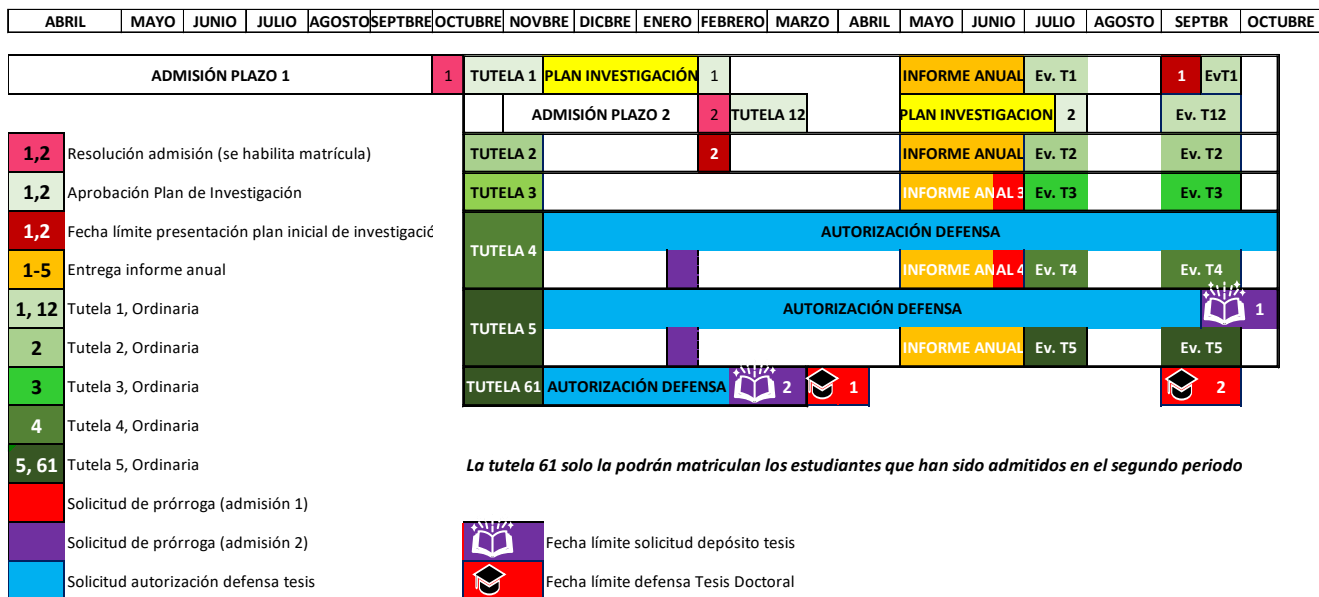 ABRIL MAYO JUNIO JULIO AGOSTO SEPTBRE OCTUBRE NOVBRE DICBRE ENERO FEBRERO MARZO ABRIL MAYO JUNIO JULIO AGOSTO SEPTBR OCTUBRE
ADMISIÓN PLAZO 1 1 TUTELA 1 PLAN INVESTIGACIÓN 1 INFORME ANUAL Ev. T1 1 EvT1
ADMISIÓN PLAZO 2 2 TUTELA 12 PLAN INVESTIGACION 2 Ev. T12
1,2 Resolución admisión (se habilita matrícula) TUTELA 2 2 INFORME ANUAL Ev. T2 Ev. T2
1,2 Aprobación Plan de Investigación TUTELA 3 INFORME ANAL 3 Ev. T3 Ev. T3
1,2 Fecha límite presentación plan inicial de investigació TUTELA 4 AUTORIZACIÓN DEFENSA
1-5 Entrega informe anual INFORME ANAL 4 Ev. T4 Ev. T4
1, 12 Tutela 1, Ordinaria TUTELA 5 AUTORIZACIÓN DEFENSA 1
2 Tutela 2, Ordinaria INFORME ANUAL Ev. T5 Ev. T5
3 Tutela 3, Ordinaria TUTELA 61 AUTORIZACIÓN DEFENSA 2 1 2
4 Tutela 4, Ordinaria
5, 61 Tutela 5, Ordinaria La tutela 61 solo la podrán matriculan los estudiantes que han sido admitidos en el segundo periodo
Solicitud de prórroga (admisión 1)
Solicitud de prórroga (admisión 2) Fecha límite solicitud depósito tesis
Solicitud autorización defensa tesis Fecha límite defensa Tesis Doctoral